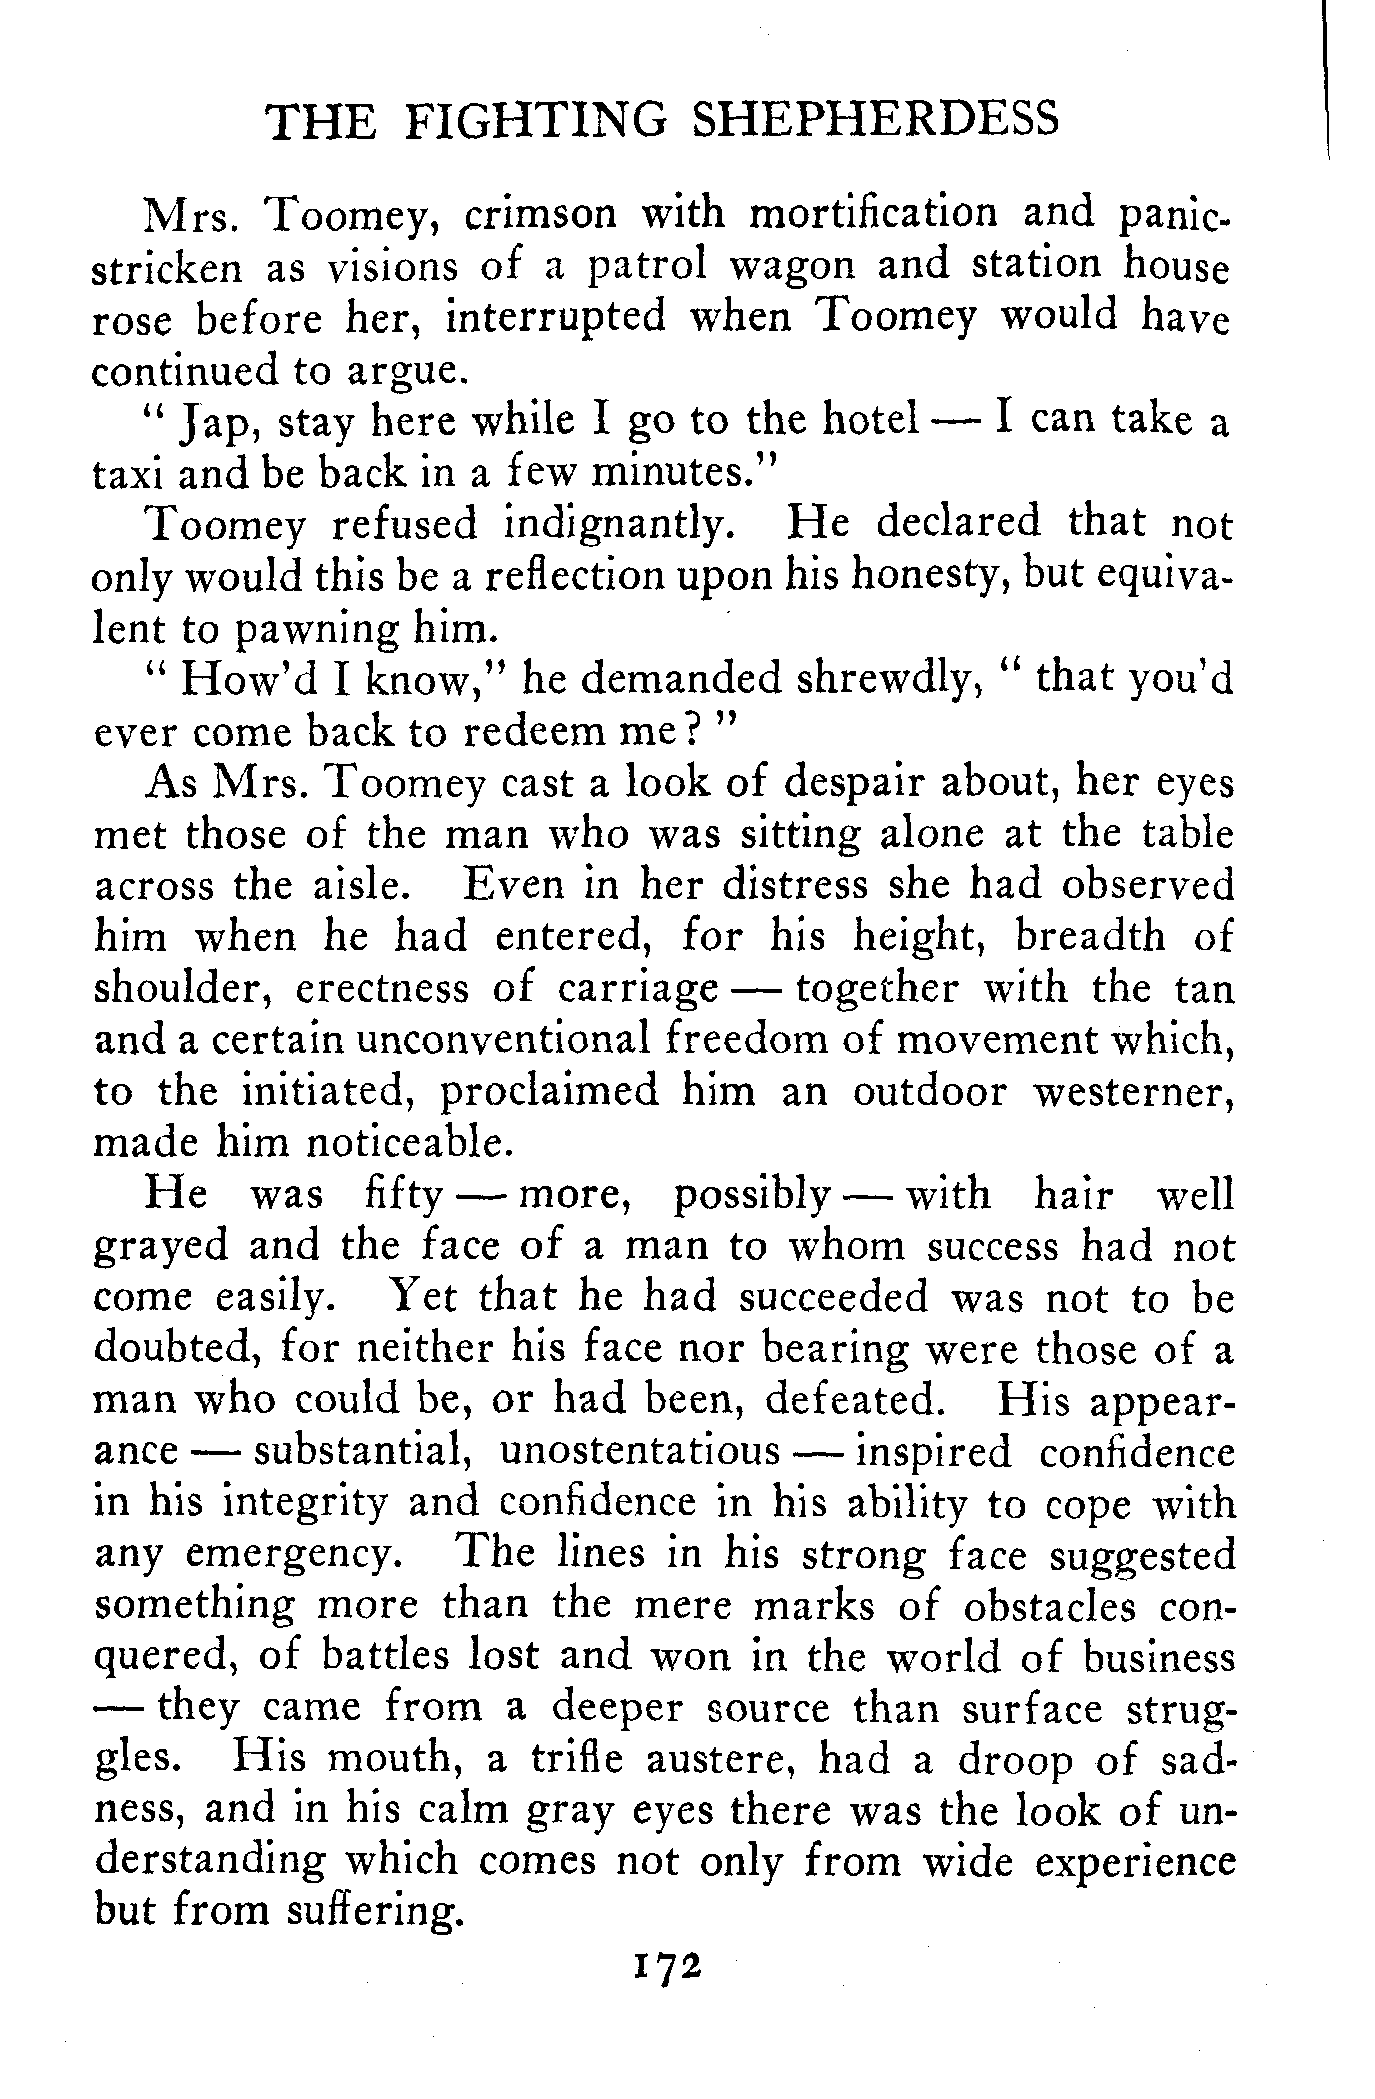 THE FIGHTING SHEPHERDESS
Mrs. Toomey, crimson with mortification and panic-
stricken as visions of a patrol wagon and station house
rose before her, interrupted when Toomey would have
continued to argue.
" Jap, stay here while I go to the hotel — I can take a
taxi and be back in a few minutes."
Toomey refused indignantly. He declared that not
only would this be a reflection upon his honesty, but equiva-
lent to pawning him.
" How'd I know," he demanded shrewdly, " that you'd
ever come back to redeem me? "
As Mrs. Toomey cast a look of despair about, her eyes
met those of the man who was sitting alone at the table
across the aisle. Even in her distress she had observed
him when he had entered, for his height, breadth of
shoulder, erectness of carriage — together with the tan
and a certain unconventional freedom of movement which,
to the initiated, proclaimed him an outdoor westerner,
made him noticeable.
He was fifty — more, possibly — with hair well
grayed and the face of a man to whom success had not
come easily. Yet that he had succeeded was not to be
doubted, for neither his face nor bearing were those of a
man who could be, or had been, defeated. His appear-
ance — substantial, unostentatious — inspired confidence
in his integrity and confidence in his ability to cope with
any emergency. The lines in his strong face suggested
something more than the mere marks of obstacles con-
quered, of battles lost and won in the world of business
— they came from a deeper source than surface strug-
gles. His mouth, a trifle austere, had a droop of sad-
ness, and in his calm gray eyes there was the look of un-
derstanding which comes not only from wide experience
but from suffering.
172